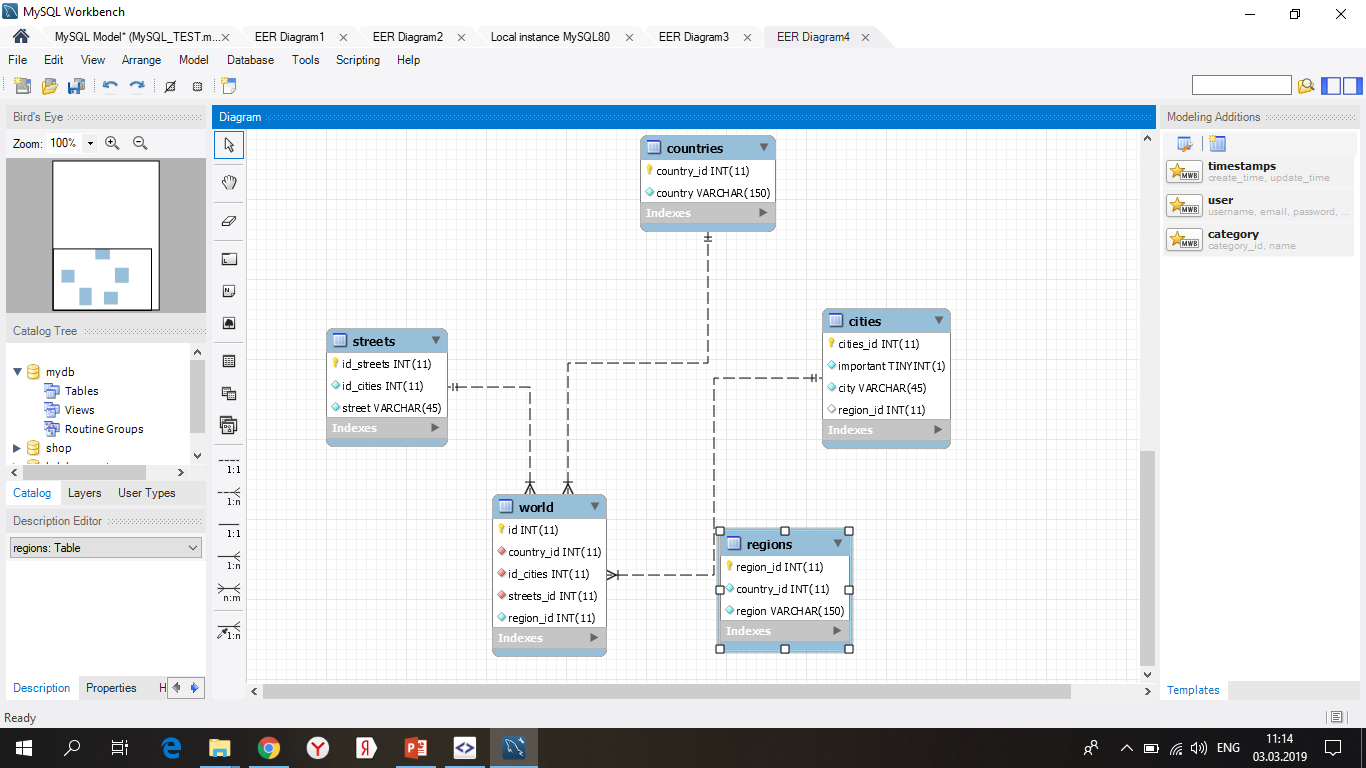 MySQL Workbench
MySQL Model* (MySQL_TEST.m... EER Diagram1 EER Diagram2 Local instance MySQL80 EER Diagram3 EER Diagram4
File Edit View Arrange Model Database Tools Scripting Help
Bird's Eye
Zoom: 100%
Catalog Tree
mydb
Tables
Views
Routine Groups
shop
Catalog Layers User Types
Description Editor
regions: Table
Description Properties H
Diagram
1:1
1:n
1:1
1:n
n:m
1:n
countries
country_id INT(11)
country VARCHAR(150)
Indexes
streets
id_streets INT(11)
id_cities INT(11)
street VARCHAR(45)
Indexes
cities
cities_id INT(11)
important TINYINT(1)
city VARCHAR(45)
region_id INT(11)
Indexes
world
id INT(11)
country_id INT(11)
id_cities INT(11)
streets_id INT(11)
region_id INT(11)
Indexes
regions
region_id INT(11)
country_id INT(11)
region VARCHAR(150)
Indexes
Modeling Additions
MWB
timestamps
create_time, update_time
MWB
user
username, email, password, ...
MWB
category
category_id, name
Templates
Ready
ENG
11:14
03.03.2019